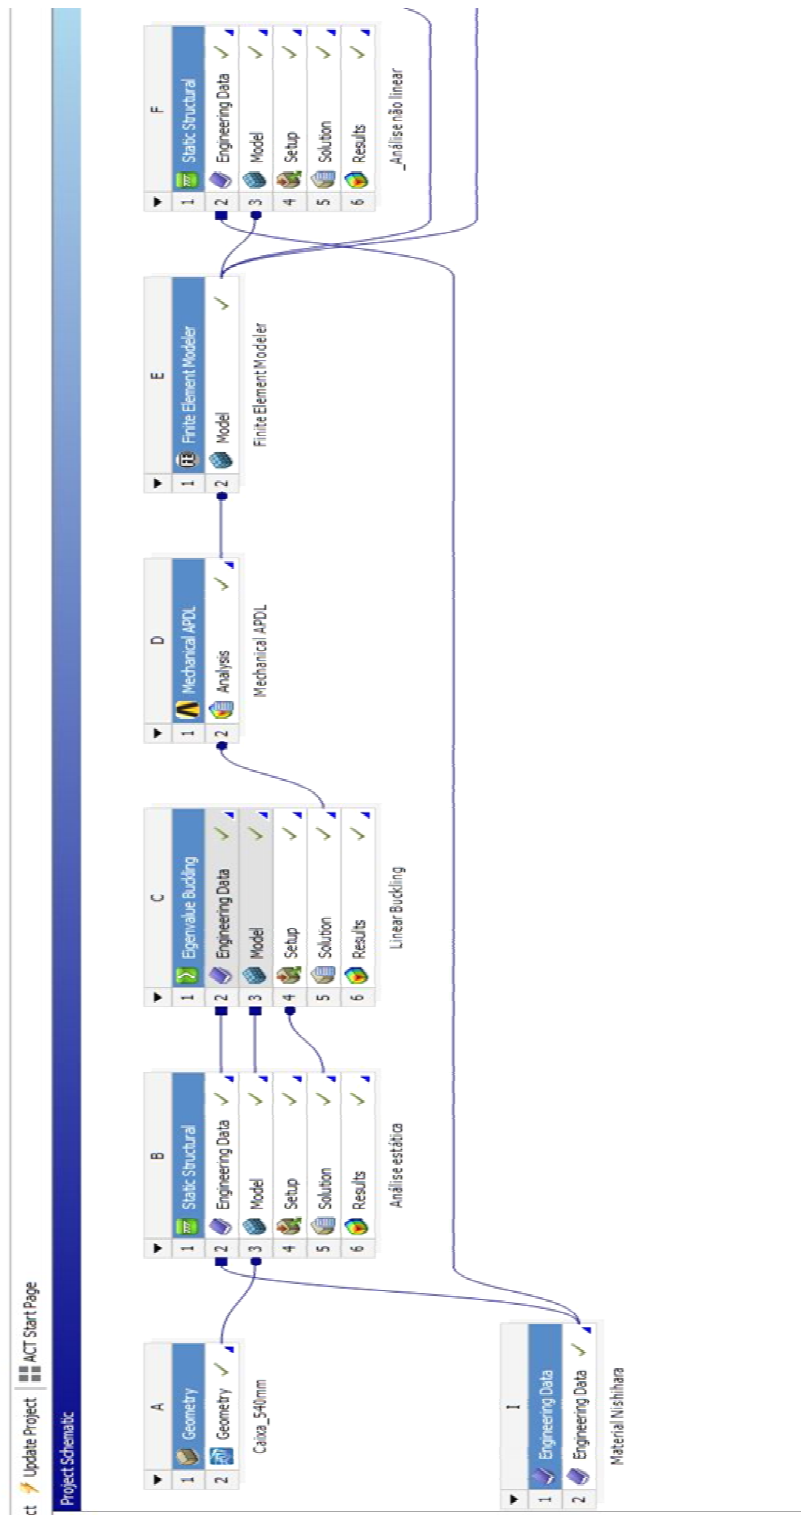 ct Update Project ACT Start Page
Project Schematic
A
1 Geometry
2 Geometry
Caixa_540mm
B
1 Static Structural
2 Engineering Data
3 Model
4 Setup
5 Solution
6 Results
Análise estática
C
1 Eigenvalue Buckling
2 Engineering Data
3 Model
4 Setup
5 Solution
6 Results
Linear Buckling
D
1 Mechanical APDL
2 Analysis
Mechanical APDL
E
1 Finite Element Modeler
2 Model
Finite Element Modeler
F
1 Static Structural
2 Engineering Data
3 Model
4 Setup
5 Solution
6 Results
_Análise não linear
I
1 Engineering Data
2 Engineering Data
Material Nishihara